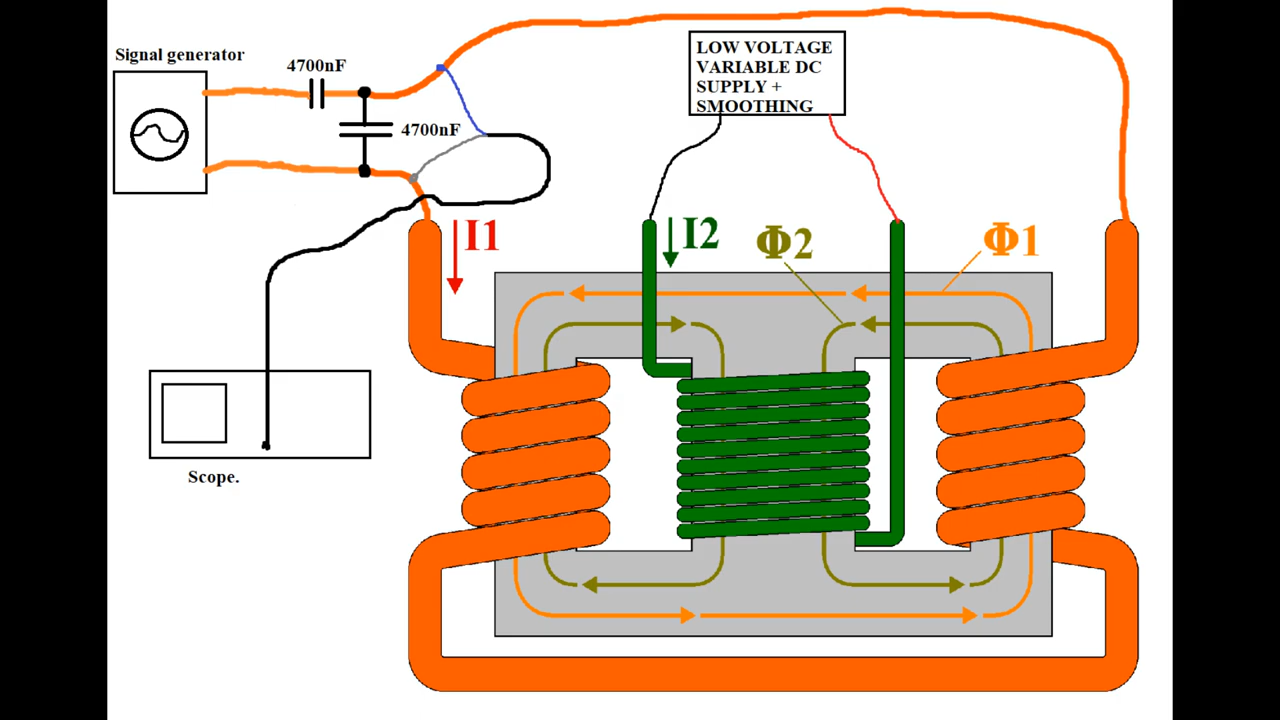 Signal generator
4700nF
4700nF
LOW VOLTAGE
VARIABLE DC
SUPPLY +
SMOOTHING
I1
I2
Φ2
Φ1
Scope.